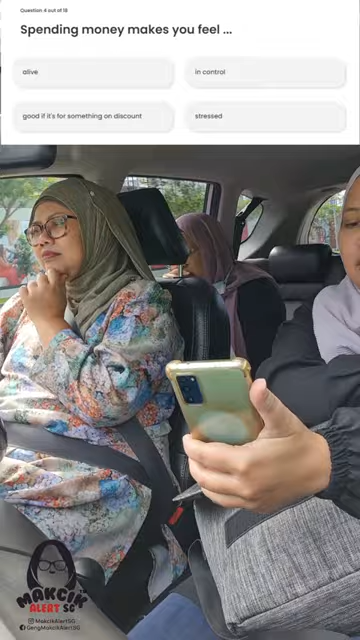 Question 4 out of 18
Spending money makes you feel ...
alive
in control
good if it's for something on discount
stressed
MAKCIK
ALERT SG
MakcikAlertSG
GengMakcikAlertSG